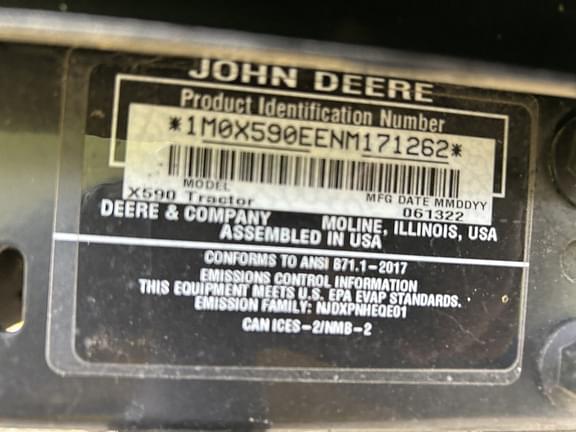 JOHN DEERE
Product Identification Number
*1M0X590EENM171262*
MODEL
X590 Tractor
MFG DATE MMDDYY
061322
DEERE & COMPANY MOLINE, ILLINOIS, USA
ASSEMBLED IN USA
CONFORMS TO ANSI B71.1-2017
EMISSIONS CONTROL INFORMATION
THIS EQUIPMENT MEETS U.S. EPA EVAP STANDARDS.
EMISSION FAMILY: NJDXPNHEQE01
CAN ICES-2/NMB-2